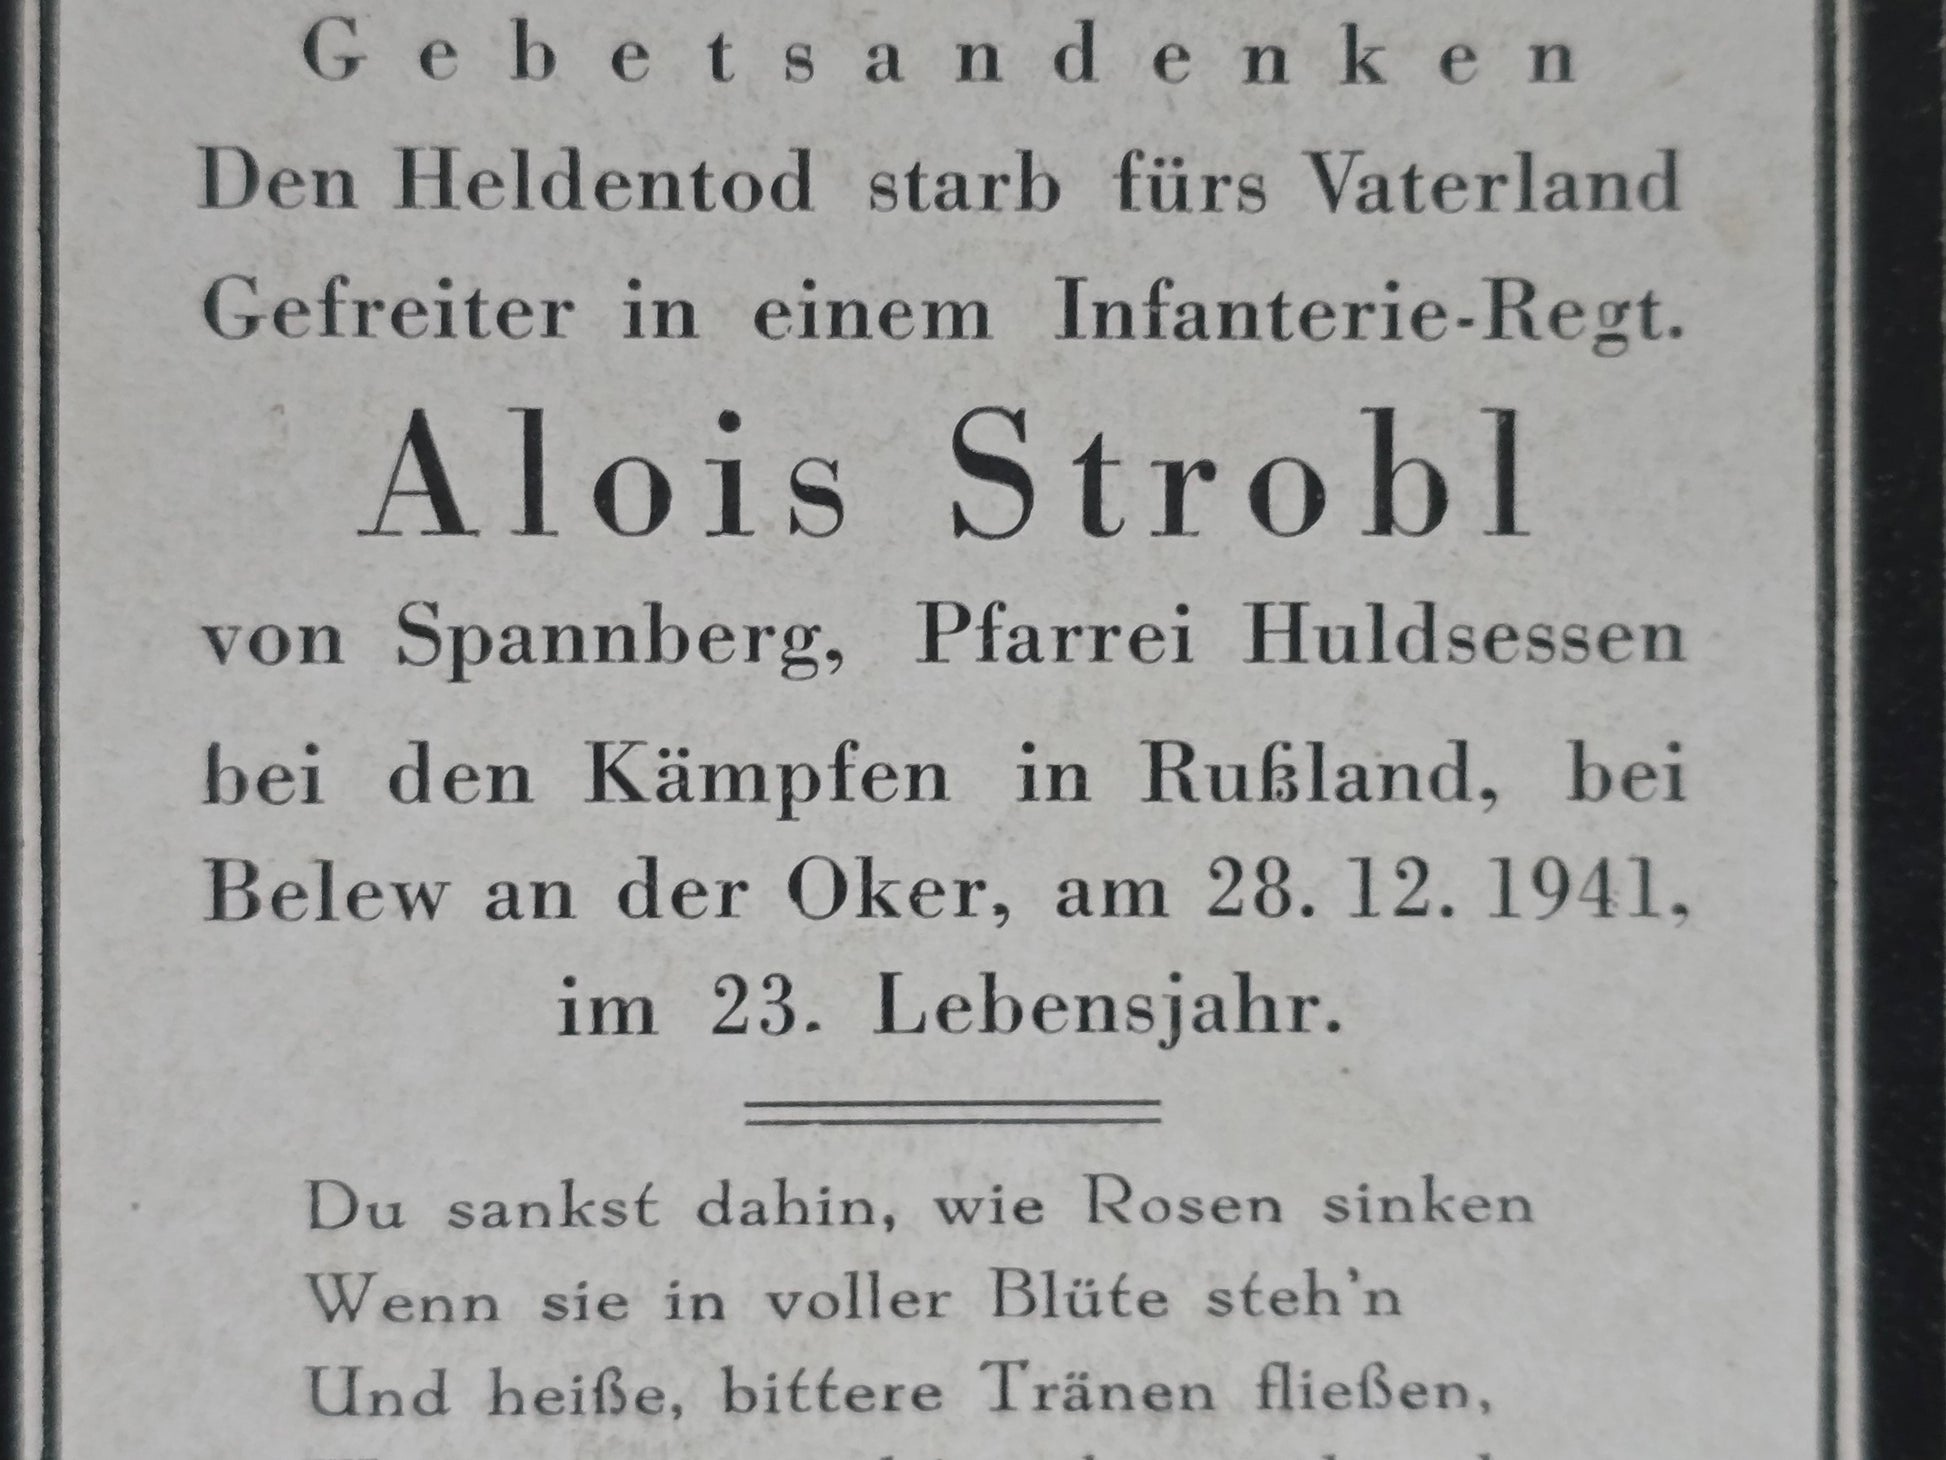 Gebetsandenken
Den Heldentod starb fürs Vaterland
Gefreiter in einem Infanterie-Regt.
Alois Strobl
von Spannberg, Pfarrei Huldsessen
bei den Kämpfen in Rußland, bei
Belew an der Oker, am 28. 12. 1941,
im 23. Lebensjahr.
Du sankst dahin, wie Rosen sinken
Wenn sie in voller Blüte steh'n
Und heiße, bittere Tränen fließen,